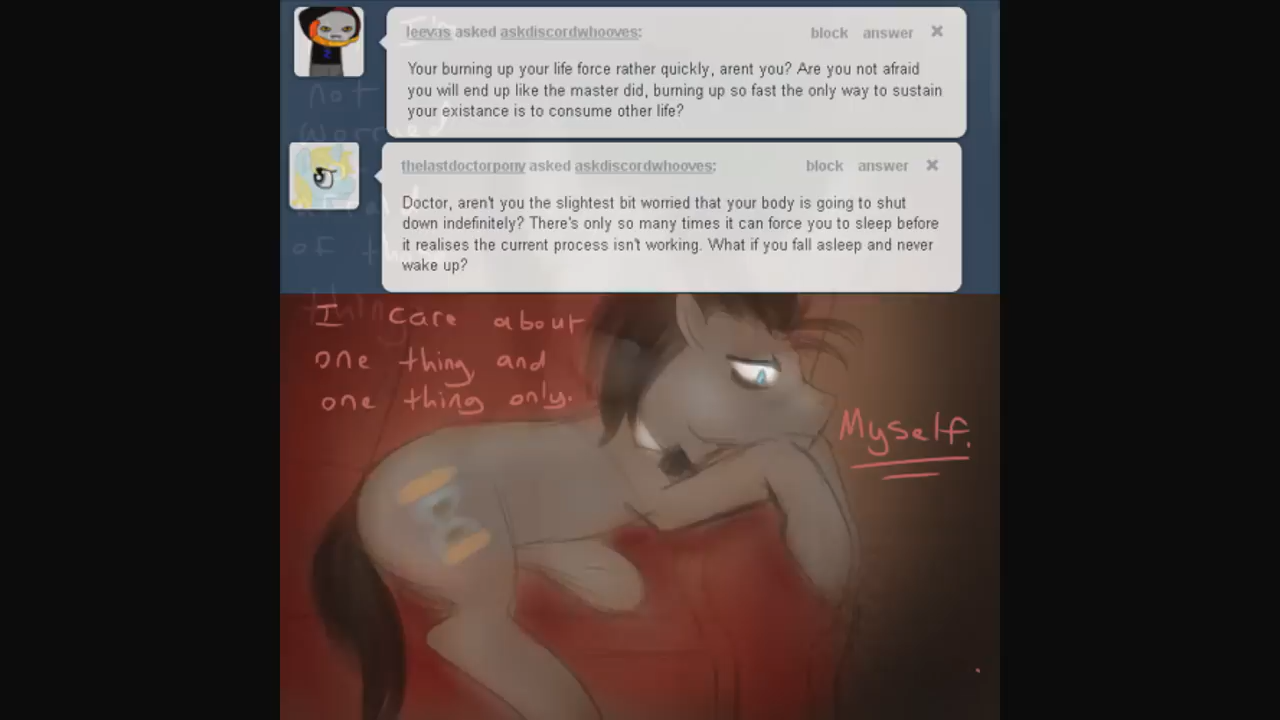 leevas asked askdiscordwhooves:
block answer ×
Your burning up your life force rather quickly, arent you? Are you not afraid
you will end up like the master did, burning up so fast the only way to sustain
your existance is to consume other life?
thelastdoctorpony asked askdiscordwhooves:
block answer ×
Doctor, aren't you the slightest bit worried that your body is going to shut
down indefinitely? There's only so many times it can force you to sleep before
it realises the current process isn't working. What if you fall asleep and never
wake up?
I'm
not
worried
afraid
of
thing
I care about
one thing, and
one thing only.
Myself.